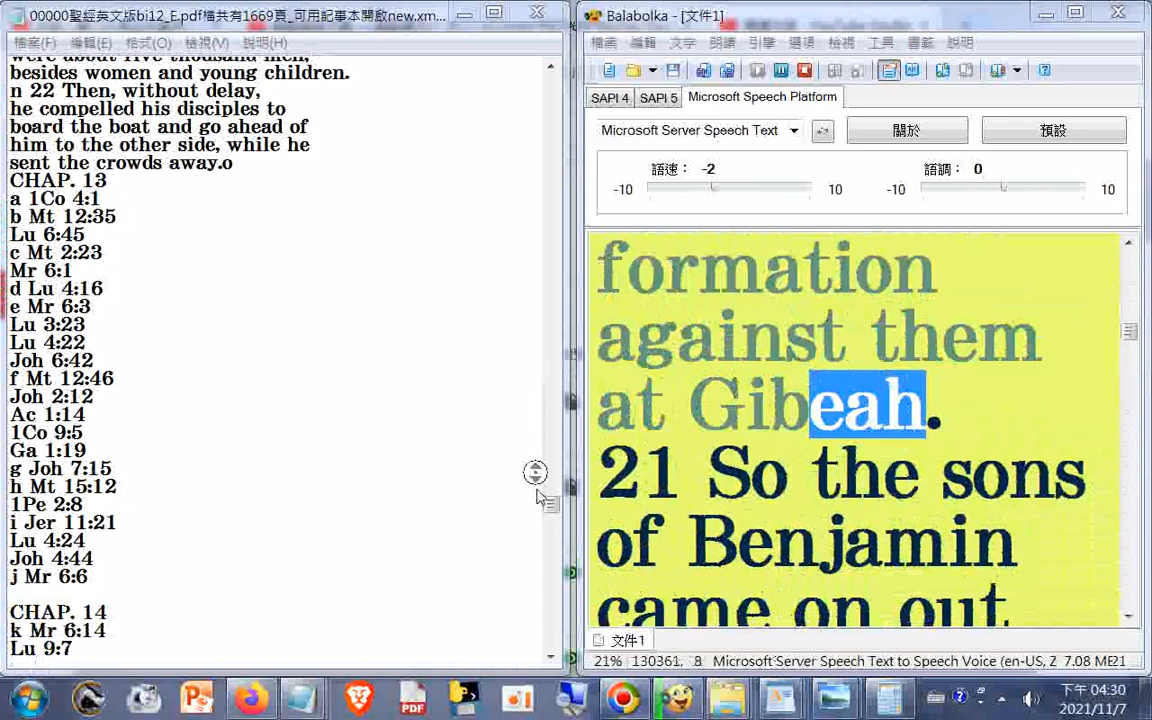 00000聖經英文版bi12_E.pdf檔共有1669頁_可用記事本開啟new.xm...
檔案(F) 編輯(E) 格式(O) 檢視(V) 說明(H)
were about five thousand men,
besides women and young children.
n 22 Then, without delay,
he compelled his disciples to
board the boat and go ahead of
him to the other side, while he
sent the crowds away.o
CHAP. 13
a 1Co 4:1
b Mt 12:35
Lu 6:45
c Mt 2:23
Mr 6:1
d Lu 4:16
e Mr 6:3
Lu 3:23
Lu 4:22
Joh 6:42
f Mt 12:46
Joh 2:12
Ac 1:14
1Co 9:5
Ga 1:19
g Joh 7:15
h Mt 15:12
1Pe 2:8
i Jer 11:21
Lu 4:24
Joh 4:44
j Mr 6:6
CHAP. 14
k Mr 6:14
Lu 9:7
Balabolka - [文件1]
檔案 編輯 文字 朗讀 引擎 選項 檢視 工具 書籤 說明
SAPI 4 SAPI 5 Microsoft Speech Platform
Microsoft Server Speech Text 關於 預設
語速： -2 語調： 0
-10 10 -10 10
formation
against them
at Gibeah.
21 So the sons
of Benjamin
came on out
文件1
21% 130361, 8 Microsoft Server Speech Text to Speech Voice (en-US, Z 7.08 ME21
PDF
下午 04:30
2021/11/7